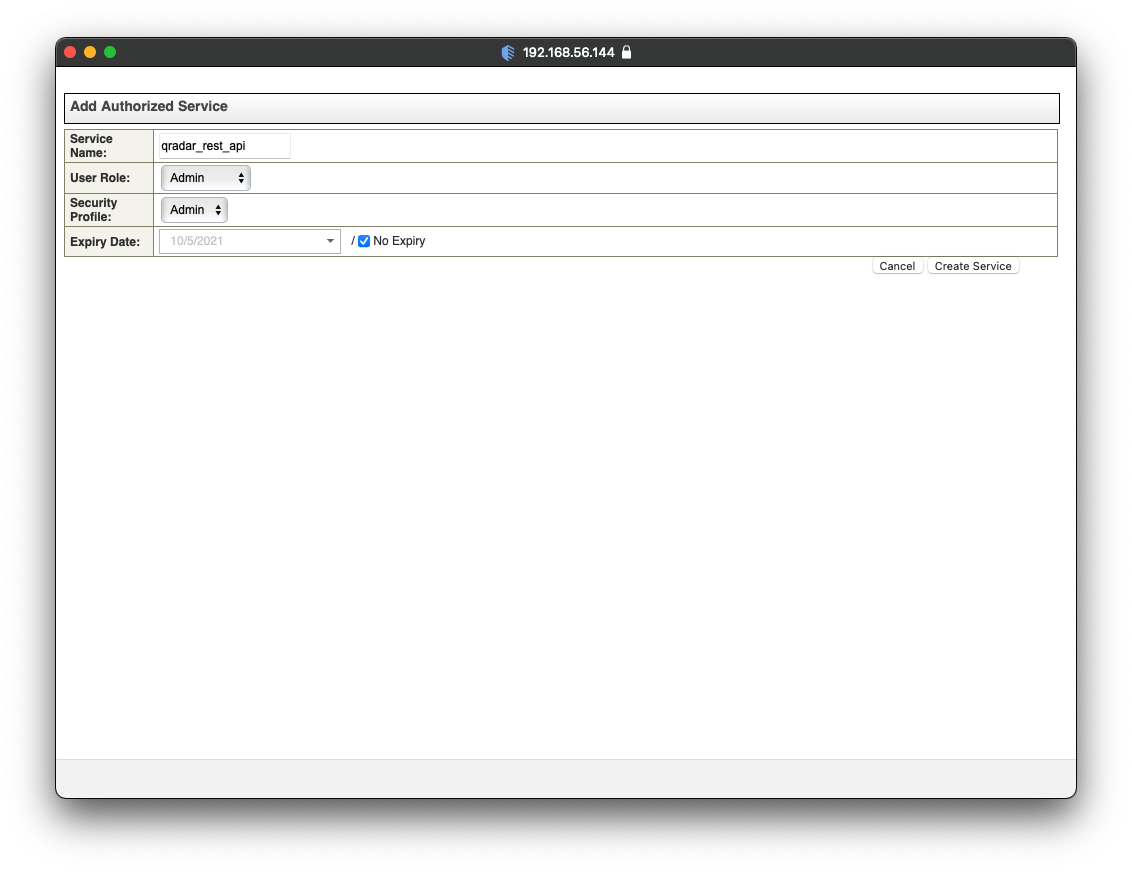 192.168.56.144
Add Authorized Service
Service
Name:
qradar_rest_api
User Role:
Admin
Security
Profile:
Admin
Expiry Date:
10/5/2021
/ No Expiry
Cancel
Create Service